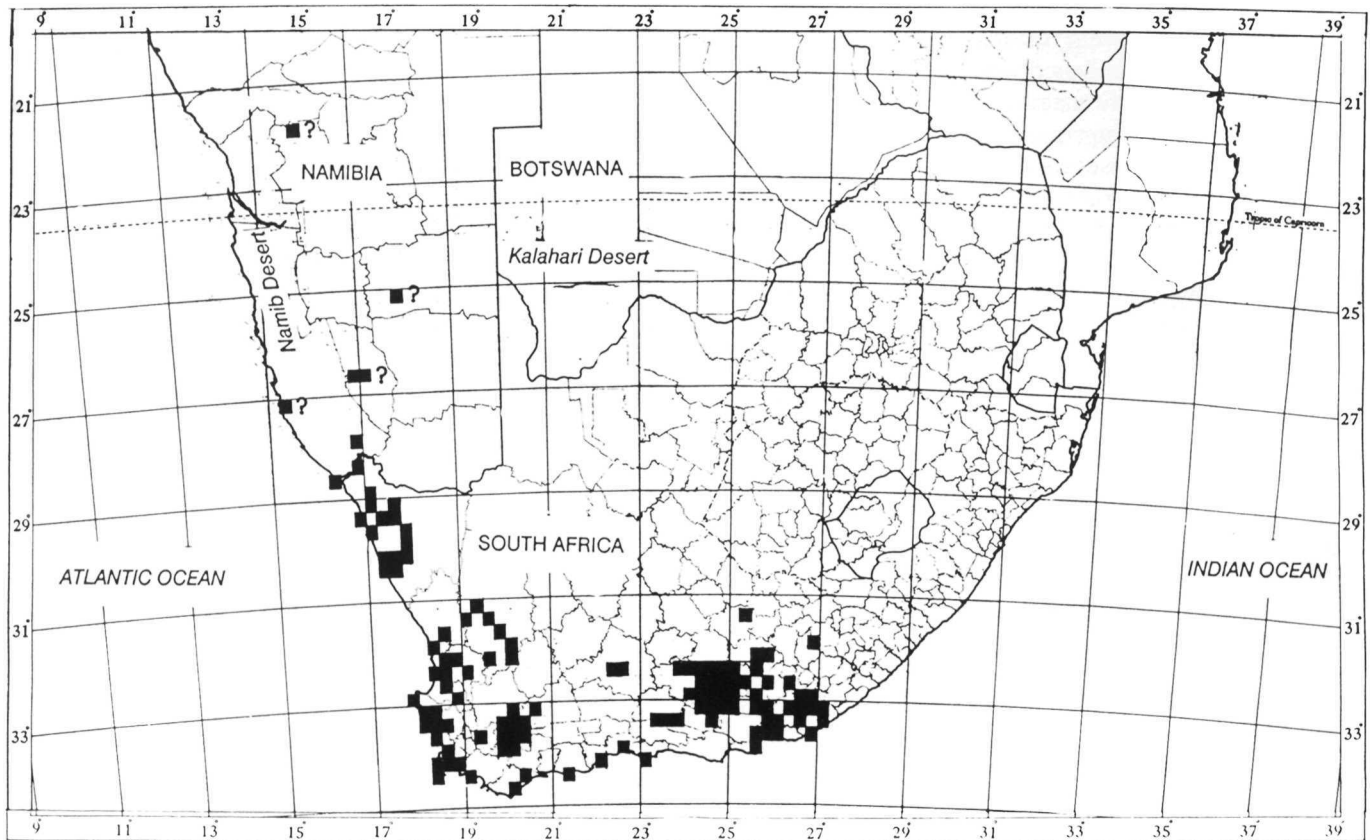 9° 11° 13° 15° 17° 19° 21° 23° 25° 27° 29° 31° 33° 35° 37° 39°
21° 21°
?
NAMIBIA BOTSWANA
23° 23°
Tropic of Capricorn
Namib Desert
Kalahari Desert
?
25° 25°
?
?
27° 27°
29° 29°
SOUTH AFRICA
ATLANTIC OCEAN INDIAN OCEAN
31° 31°
33° 33°
9° 11° 13° 15° 17° 19° 21° 23° 25° 27° 29° 31° 33° 35° 37° 39°